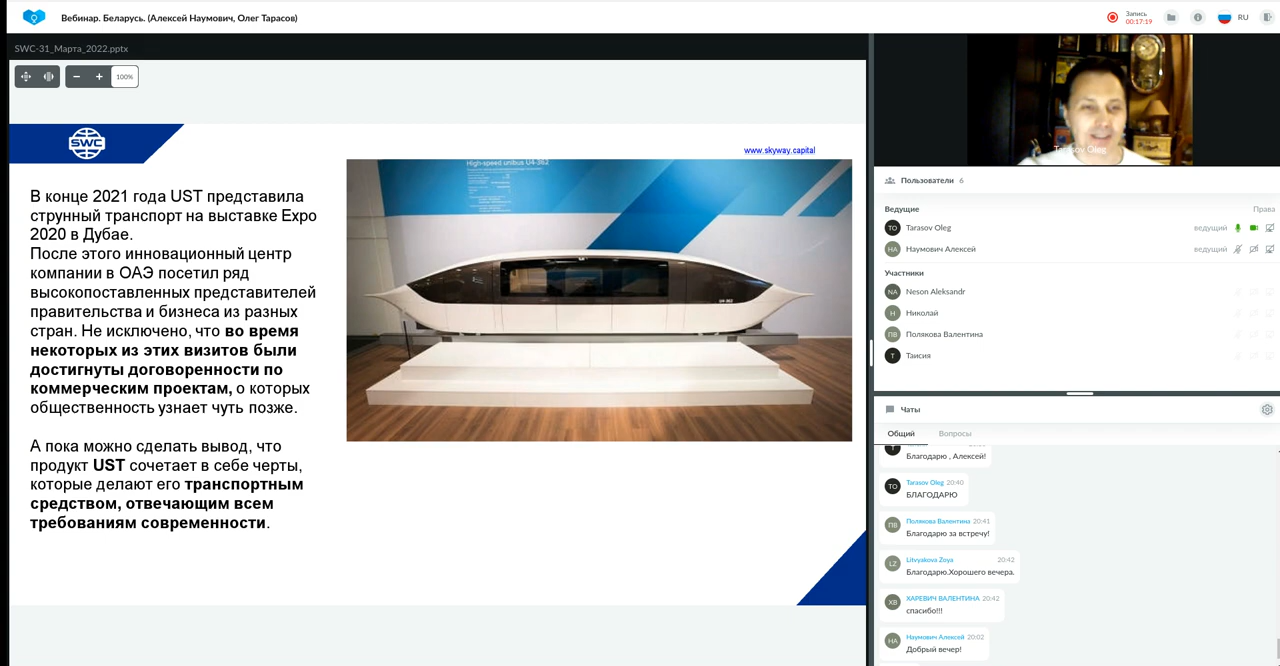 Вебинар. Беларусь. (Алексей Наумович, Олег Тарасов)
Запись
00:17:19
RU
SWC-31_Марта_2022.pptx
100%
SWC
www.skyway.capital
В конце 2021 года UST представила
струнный транспорт на выставке Expo
2020 в Дубае.
После этого инновационный центр
компании в ОАЭ посетил ряд
высокопоставленных представителей
правительства и бизнеса из разных
стран. Не исключено, что во время
некоторых из этих визитов были
достигнуты договоренности по
коммерческим проектам, о которых
общественность узнает чуть позже.
А пока можно сделать вывод, что
продукт UST сочетает в себе черты,
которые делают его транспортным
средством, отвечающим всем
требованиям современности.
High-speed unibus U4-362
U4-362
Tarasov Oleg
Пользователи 6
Ведущие Права
TO Tarasov Oleg ведущий
НА Наумович Алексей ведущий
Участники
NA Neson Aleksandr
Н Николай
ПВ Полякова Валентина
Т Таисия
Чаты
Общий Вопросы
Благодарю , Алексей!
TO Tarasov Oleg 20:40
БЛАГОДАРЮ
ПВ Полякова Валентина 20:41
Благодарю за встречу!
LZ Litvyakova Zoya 20:42
Благодарю.Хорошего вечера.
ХВ ХАРЕВИЧ ВАЛЕНТИНА 20:42
спасибо!!!
НА Наумович Алексей 20:02
Добрый вечер!